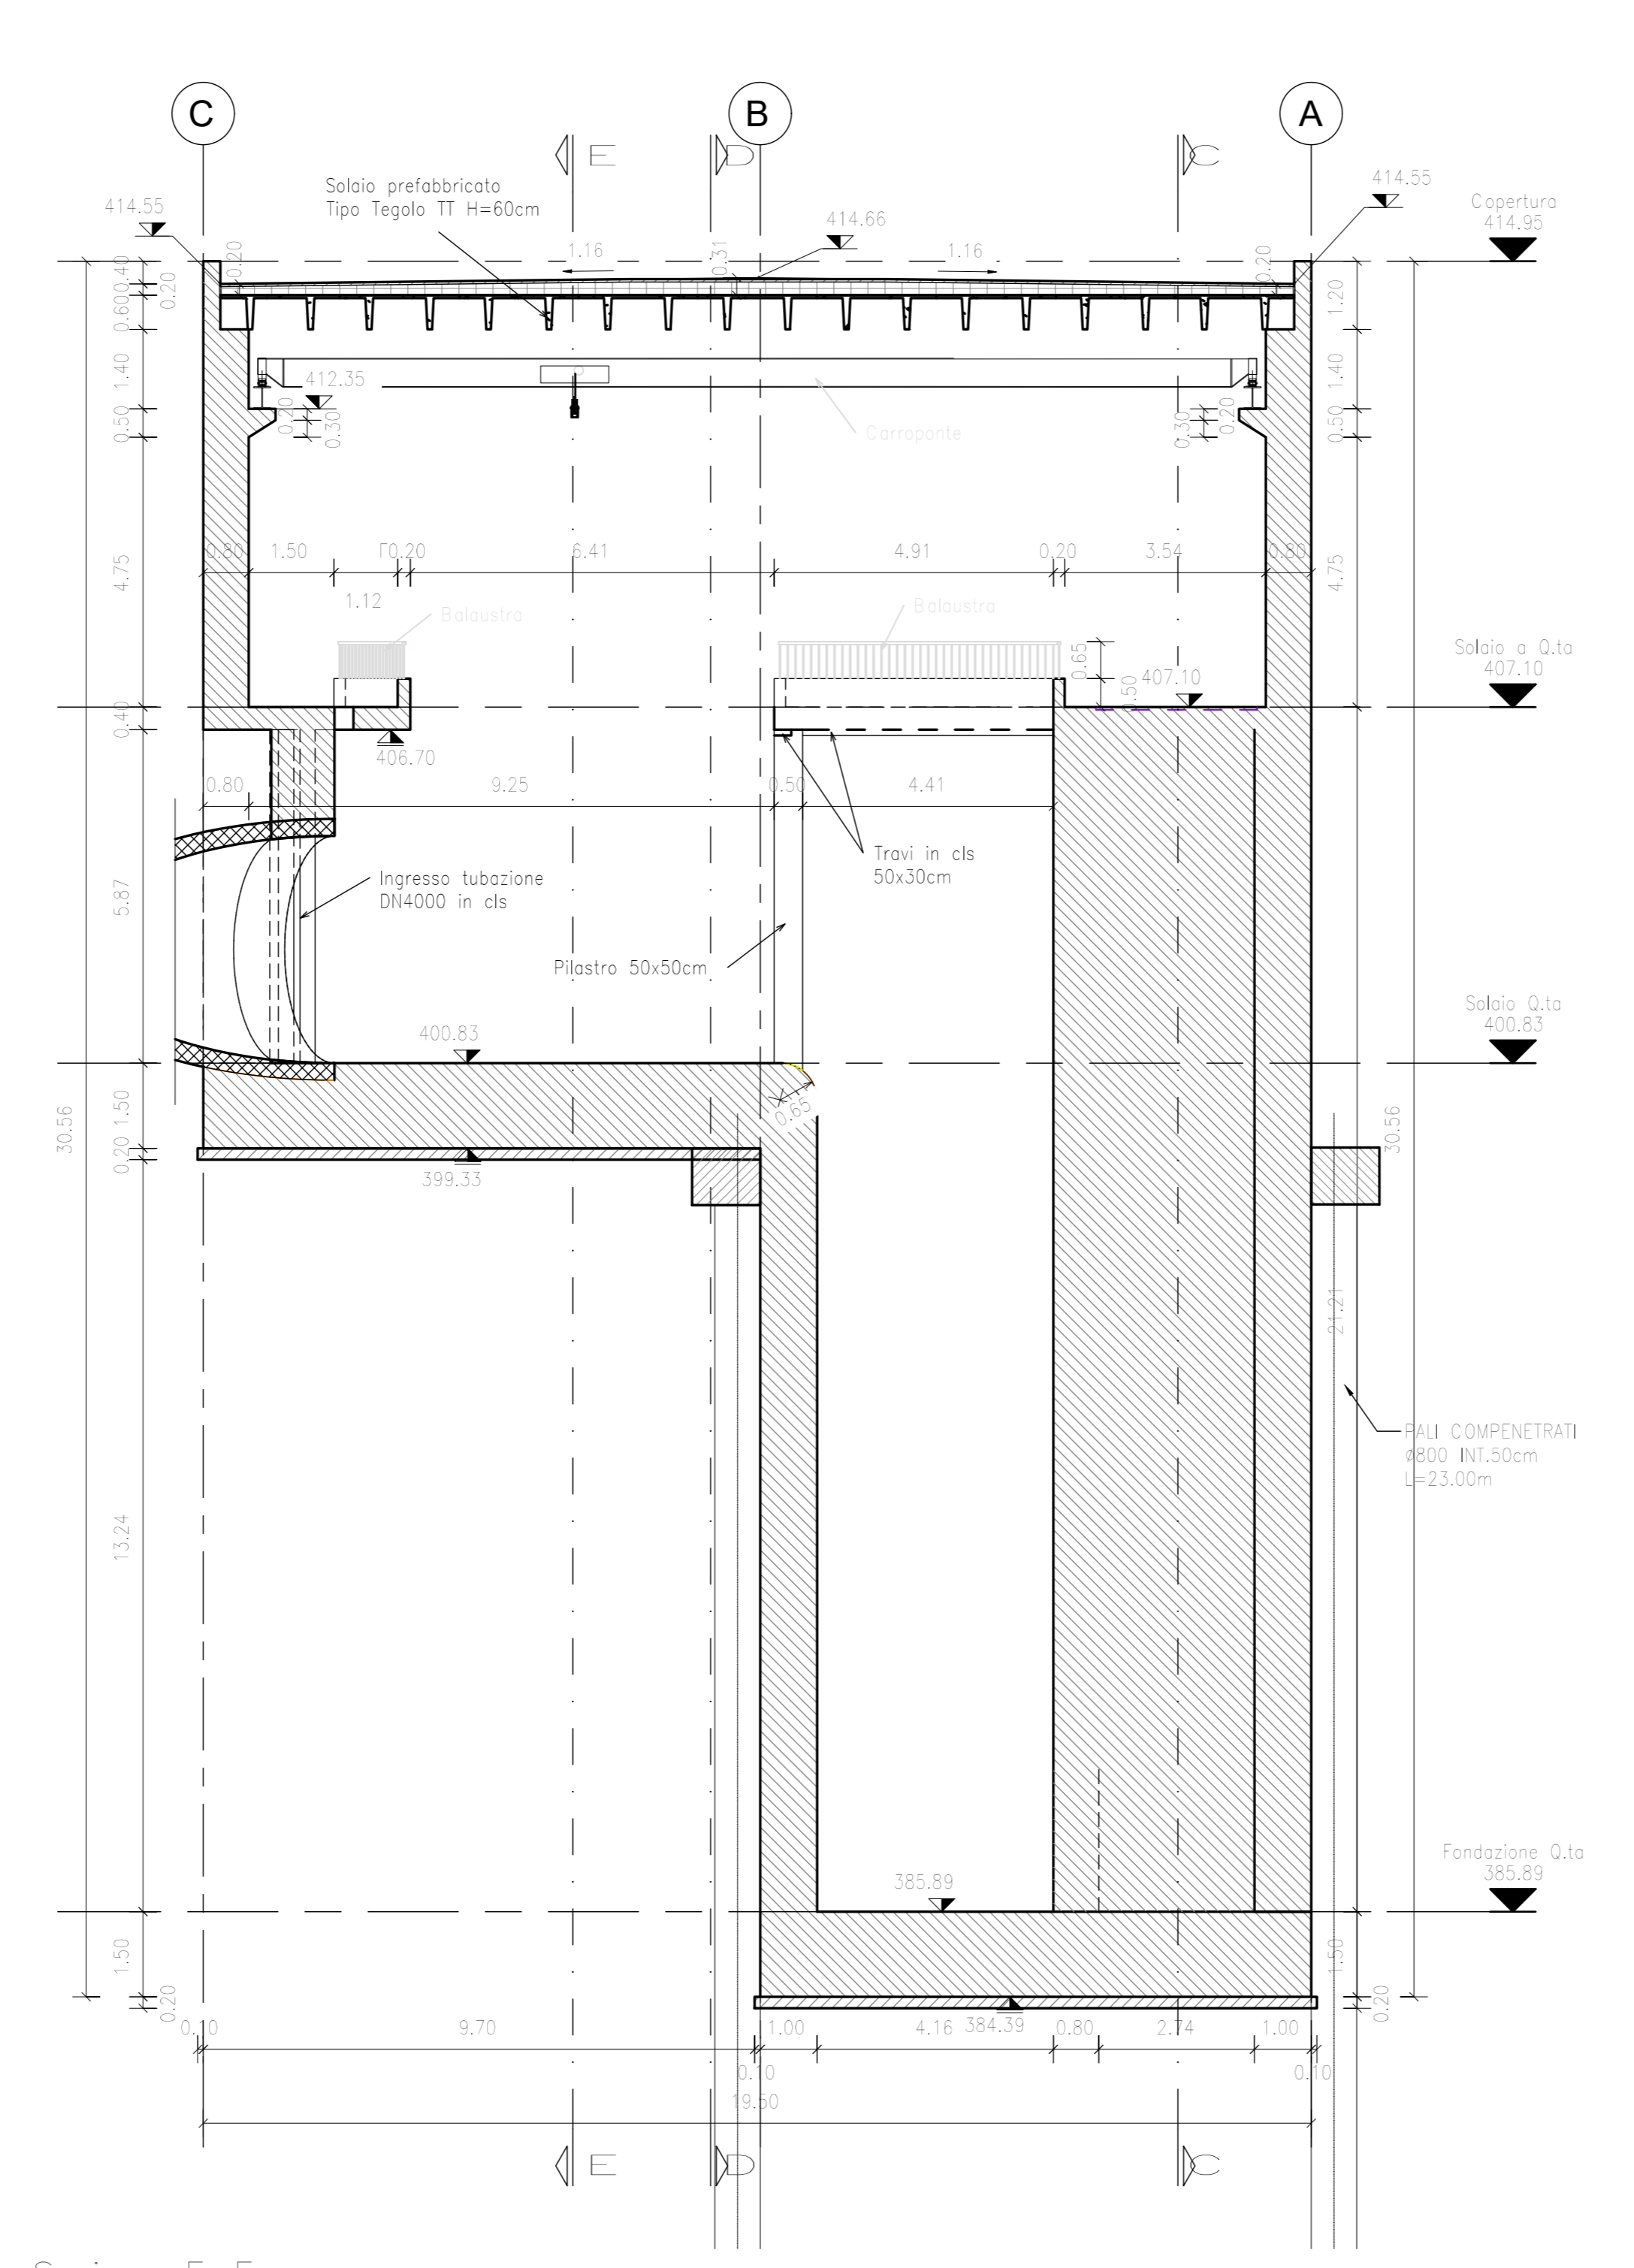 C
B
A
E
D
C
Solaio prefabbricato
Tipo Tegolo TT H=60cm
414.55
414.66
414.55
Copertura
414.95
1.16
1.16
0.20
0.31
0.20
0.40
0.20
0.60
1.20
1.40
1.40
412.35
0.20
0.30
0.50
Carroponte
0.30
0.20
0.50
4.75
4.75
0.80
1.50
0.20
6.41
4.91
0.20
3.54
0.80
1.12
Balaustra
Balaustra
0.65
0.50
407.10
Solaio a Q.ta
407.10
0.40
406.70
0.80
9.25
0.50
4.41
Travi in cls
50x30cm
Ingresso tubazione
DN4000 in cls
5.87
Pilastro 50x50cm
400.83
Solaio Q.ta
400.83
0.65
30.56
1.50
0.20
30.56
399.33
21.21
PALI COMPENETRATI
ø800 INT.50cm
L=23.00m
13.24
385.89
Fondazione Q.ta
385.89
1.50
0.20
1.50
0.20
0.10
9.70
1.00
4.16
384.39
0.80
2.74
1.00
0.10
0.10
19.50
E
D
C